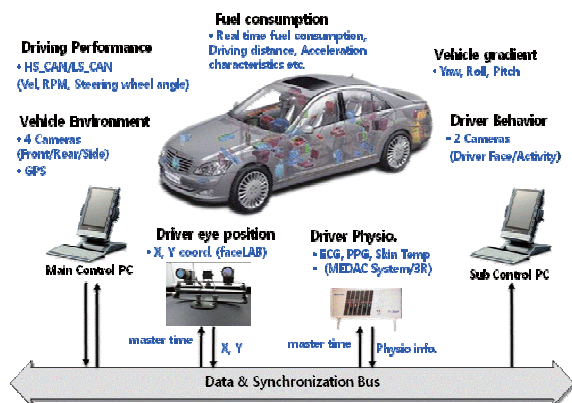 Fuel consumption
• Real time fuel consumption,
Driving distance, Acceleration
characteristics etc.
Driving Performance
• HS_CAN/LS_CAN
(Vel, RPM, Steering wheel angle)
Vehicle gradient
• Yaw, Roll, Pitch
Vehicle Environment
• 4 Cameras
(Front/Rear/Side)
• GPS
Driver Behavior
• 2 Cameras
(Driver Face/Activity)
Main Control PC
Driver eye position
• X, Y coord. (faceLAB)
Driver Physio.
• ECG, PPG, Skin Temp
• (MEDAC System/3R)
Sub Control PC
master time
X, Y
master time
Physio info.
Data & Synchronization Bus